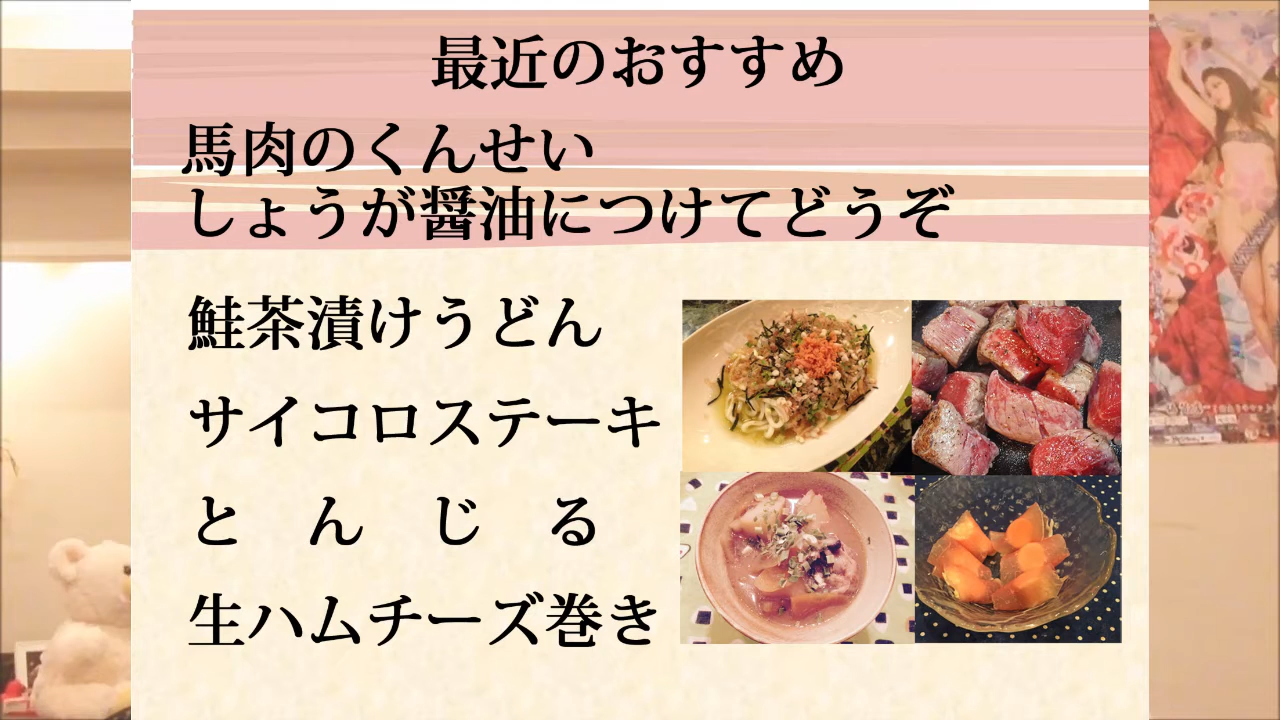 最近のおすすめ
馬肉のくんせい
しょうが醤油につけてどうぞ
鮭茶漬けうどん
サイコロステーキ
と　ん　じ　る
生ハムチーズ巻き